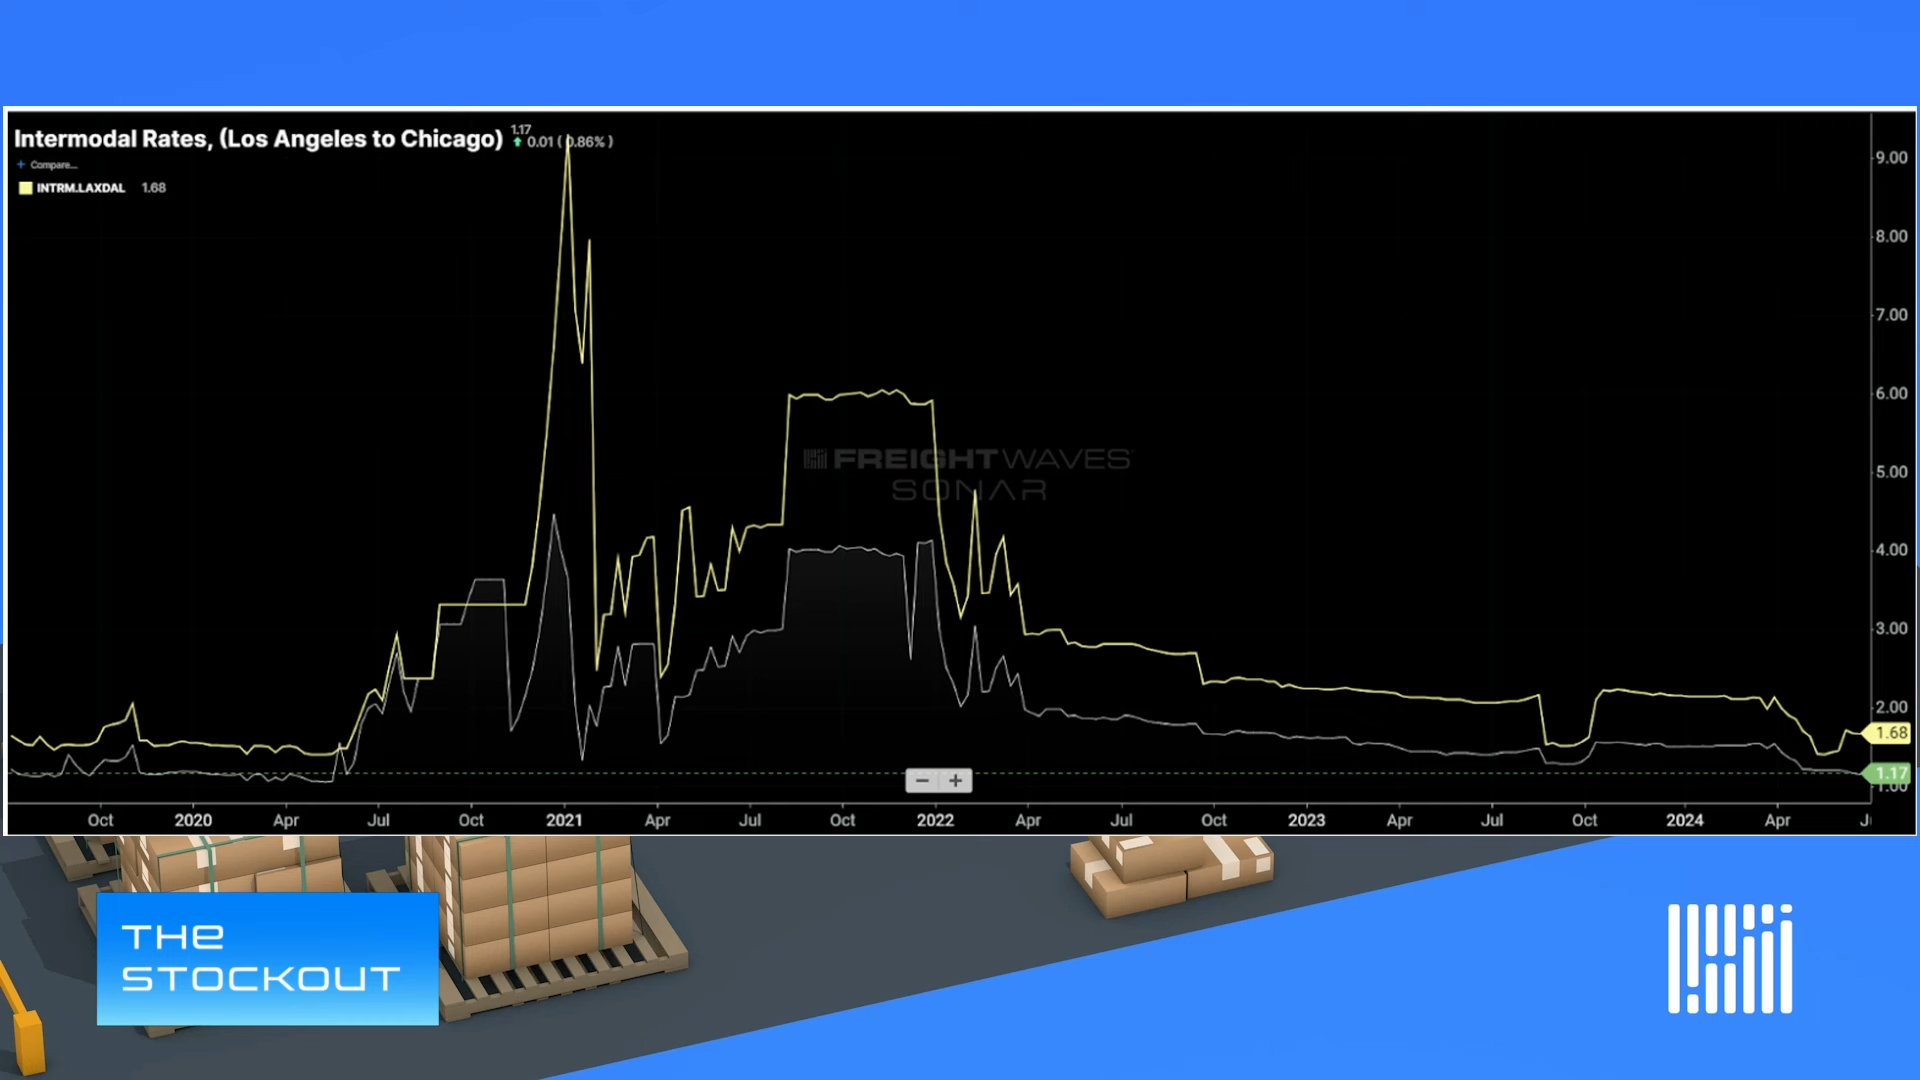 Intermodal Rates, (Los Angeles to Chicago) 1.17 0.01 ( 0.86% )
+ Compare...
INTRM.LAXDAL 1.68
9.00
8.00
7.00
6.00
5.00
4.00
3.00
2.00
1.68
1.17
1.00
FREIGHTWAVES
SONAR
− +
Oct 2020 Apr Jul Oct 2021 Apr Jul Oct 2022 Apr Jul Oct 2023 Apr Jul Oct 2024 Apr
THE
STOCKOUT